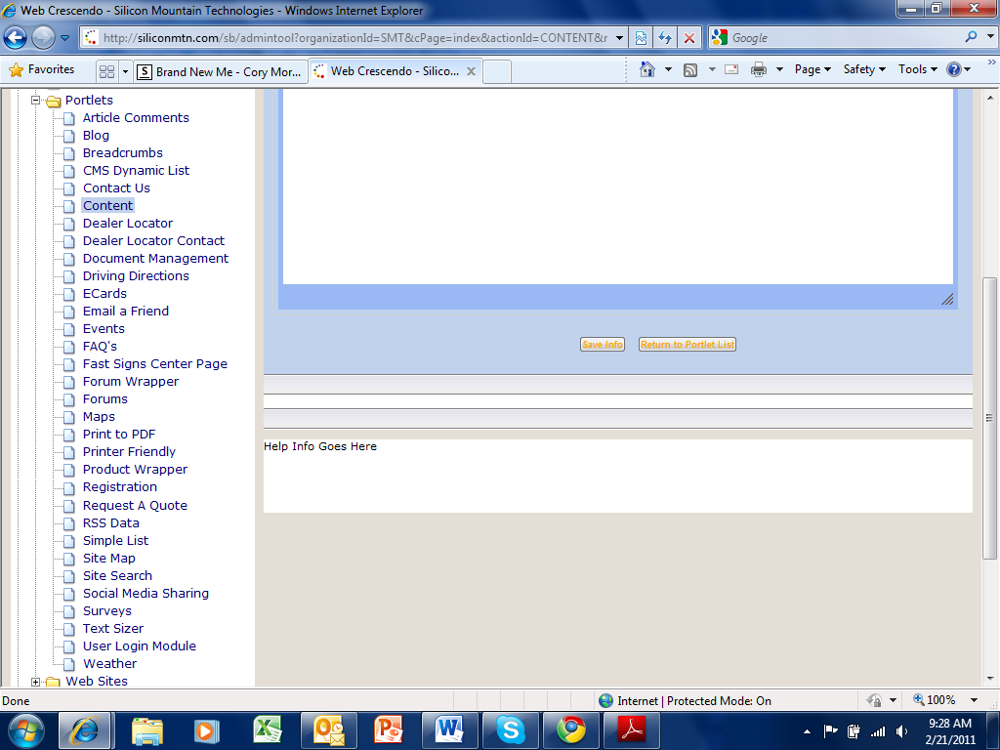 Web Crescendo - Silicon Mountain Technologies - Windows Internet Explorer
http://siliconmtn.com/sb/admintool?organizationId=SMT&cPage=index&actionId=CONTENT&r
Google
Favorites
S Brand New Me - Cory Mor...
Web Crescendo - Silico...
Page
Safety
Tools
Portlets
Article Comments
Blog
Breadcrumbs
CMS Dynamic List
Contact Us
Content
Dealer Locator
Dealer Locator Contact
Document Management
Driving Directions
ECards
Email a Friend
Events
FAQ's
Fast Signs Center Page
Forum Wrapper
Forums
Maps
Print to PDF
Printer Friendly
Product Wrapper
Registration
Request A Quote
RSS Data
Simple List
Site Map
Site Search
Social Media Sharing
Surveys
Text Sizer
User Login Module
Weather
Web Sites
Save Info
Return to Portlet List
Help Info Goes Here
Done
Internet | Protected Mode: On
100%
9:28 AM
2/21/2011